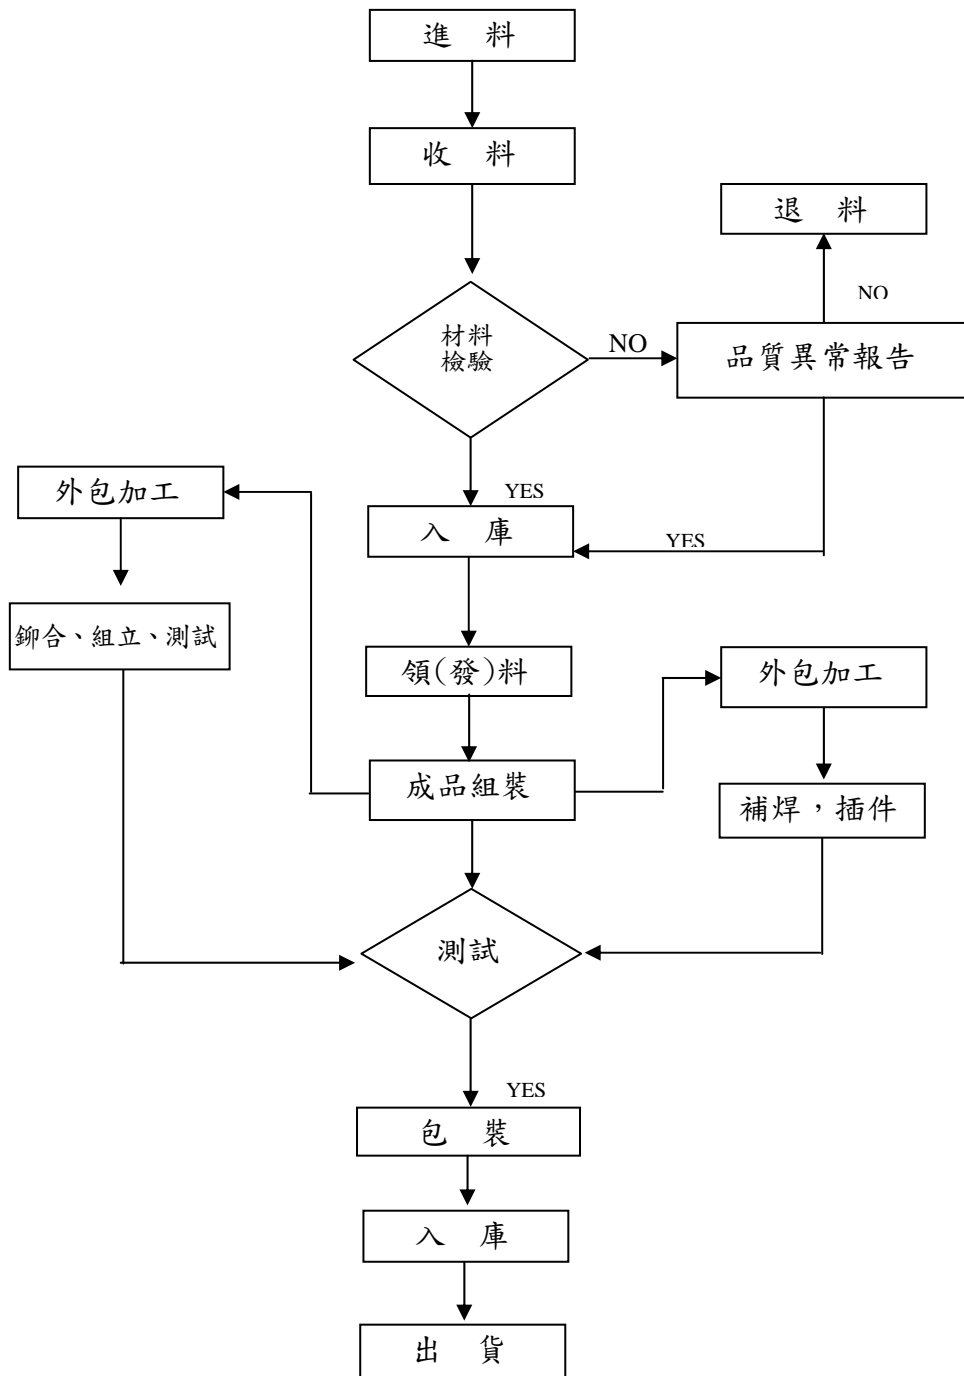 進 料
收 料
退 料
NO
材料
檢驗
NO
品質異常報告
外包加工
YES
入 庫
YES
鉚合、組立、測試
領(發)料
外包加工
成品組裝
補焊，插件
測試
YES
包 裝
入 庫
出 貨